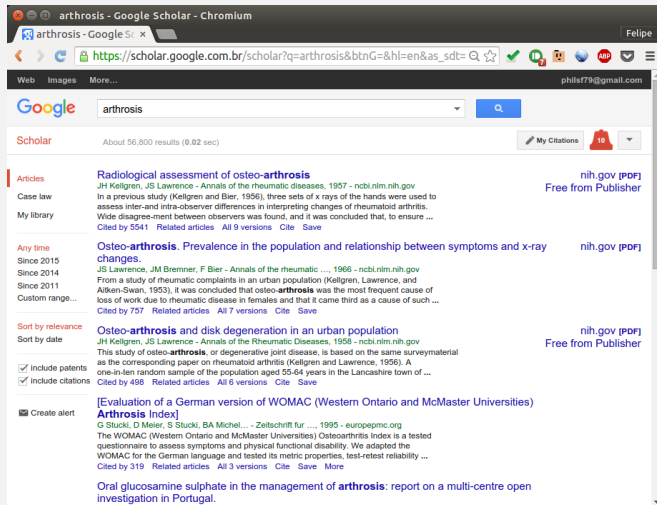 arthrosis - Google Scholar - Chromium
arthrosis - Google Sc
Felipe
https://scholar.google.com.br/scholar?q=arthrosis&btnG=&hl=en&as_sdt=
ABP
Web Images More...
philsf79@gmail.com
Google
arthrosis
Scholar
About 56,800 results (0.02 sec)
My Citations
10
Articles
Case law
My library
Any time
Since 2015
Since 2014
Since 2011
Custom range...
Sort by relevance
Sort by date
include patents
include citations
Create alert
Radiological assessment of osteo-arthrosis
JH Kellgren, JS Lawrence - Annals of the rheumatic diseases, 1957 - ncbi.nlm.nih.gov
In a previous study (Kellgren and Bier, 1956), three sets of x rays of the hands were used to
assess inter-and intra-observer differences in interpreting changes of rheumatoid arthritis.
Wide disagree-ment between observers was found, and it was concluded that, to ensure ...
Cited by 5541 Related articles All 9 versions Cite Save
nih.gov [PDF]
Free from Publisher
Osteo-arthrosis. Prevalence in the population and relationship between symptoms and x-ray
changes.
JS Lawrence, JM Bremner, F Bier - Annals of the rheumatic ..., 1966 - ncbi.nlm.nih.gov
From a study of rheumatic complaints in an urban population (Kellgren, Lawrence, and
Aitken-Swan, 1953), it was concluded that osteo-arthrosis was the most frequent cause of
loss of work due to rheumatic disease in females and that it came third as a cause of such ...
Cited by 757 Related articles All 7 versions Cite Save
nih.gov [PDF]
Osteo-arthrosis and disk degeneration in an urban population
JH Kellgren, JS Lawrence - Annals of the Rheumatic Diseases, 1958 - ncbi.nlm.nih.gov
This study of osteo-arthrosis, or degenerative joint disease, is based on the same surveymaterial
as the corresponding paper on rheumatoid arthritis (Kellgren and Lawrence, 1956). A
one-in-ten random sample of the population aged 55-64 years in the Lancashire town of ...
Cited by 498 Related articles All 6 versions Cite Save
nih.gov [PDF]
Free from Publisher
[Evaluation of a German version of WOMAC (Western Ontario and McMaster Universities)
Arthrosis Index]
G Stucki, D Meier, S Stucki, BA Michel... - Zeitschrift fur ..., 1995 - europepmc.org
The WOMAC (Western Ontario and McMaster Universities) Osteoarthritis Index is a tested
questionnaire to assess symptoms and physical functional disability. We adapted the
WOMAC for the German language and tested its metric properties, test-retest reliability ...
Cited by 319 Related articles All 3 versions Cite Save More
Oral glucosamine sulphate in the management of arthrosis: report on a multi-centre open
investigation in Portugal.